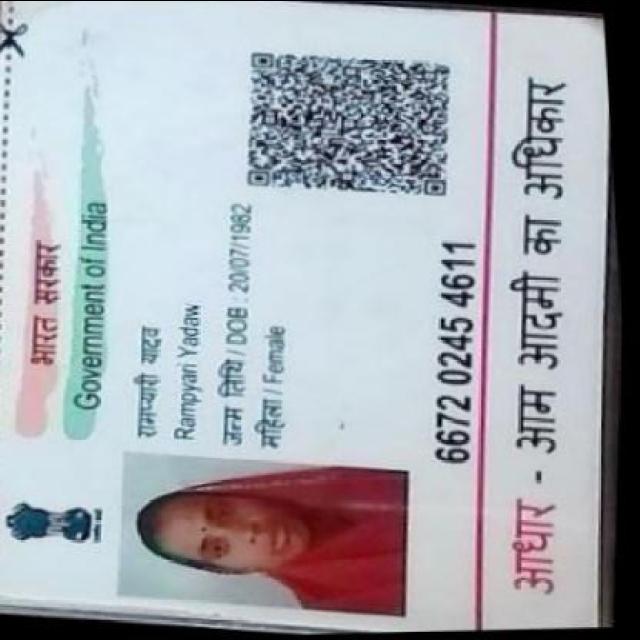 भारत सरकार
Government of India
रामप्यारी यादव
Rampyari Yadaw
जन्म तिथि / DOB : 20/07/1982
महिला / Female
6672 0245 4611
आधार - आम आदमी का अधिकार